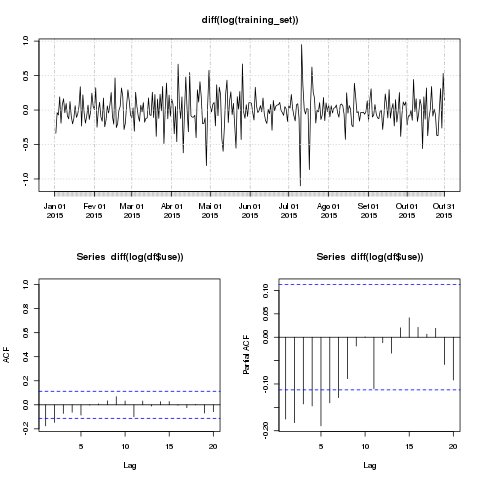 diff(log(training_set))
1.0
0.5
0.0
-0.5
-1.0
Jan 01 Fev 01 Mar 01 Abr 01 Mai 01 Jun 01 Jul 01 Ago 01 Set 01 Out 01 Out 31
2015 2015 2015 2015 2015 2015 2015 2015 2015 2015 2015
Series diff(log(df$use))
ACF
1.0
0.8
0.6
0.4
0.2
0.0
-0.2
5 10 15 20
Lag
Series diff(log(df$use))
Partial ACF
0.10
0.00
-0.10
-0.20
5 10 15 20
Lag